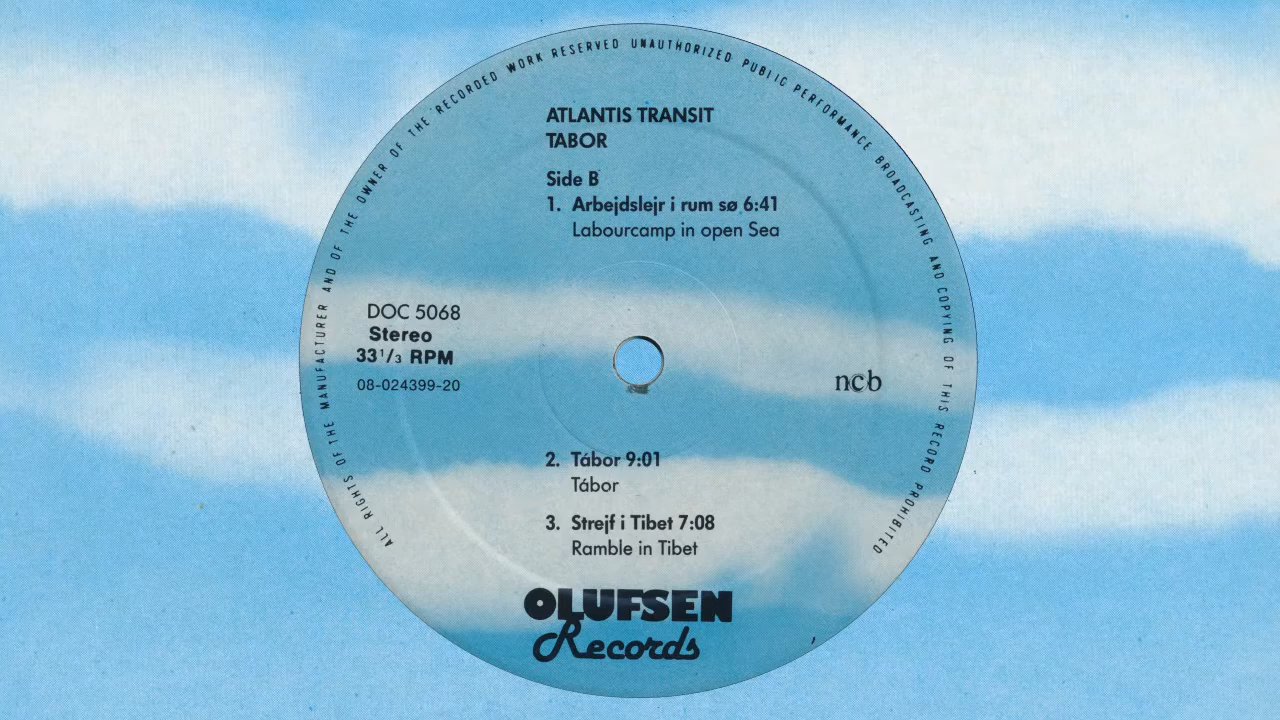 ALL RIGHTS OF THE MANUFACTURER AND OF THE OWNER OF THE RECORDED WORK RESERVED UNAUTHORIZED PUBLIC PERFORMANCE BROADCASTING AND COPYING OF THIS RECORD PROHIBITED
ATLANTIS TRANSIT
TABOR
Side B
1. Arbejdslejr i rum sø 6:41
Labourcamp in open Sea
DOC 5068
Stereo
33 1/3 RPM
08-024399-20
ncb
2. Tábor 9:01
Tábor
3. Strejf i Tibet 7:08
Ramble in Tibet
OLUFSEN
Records